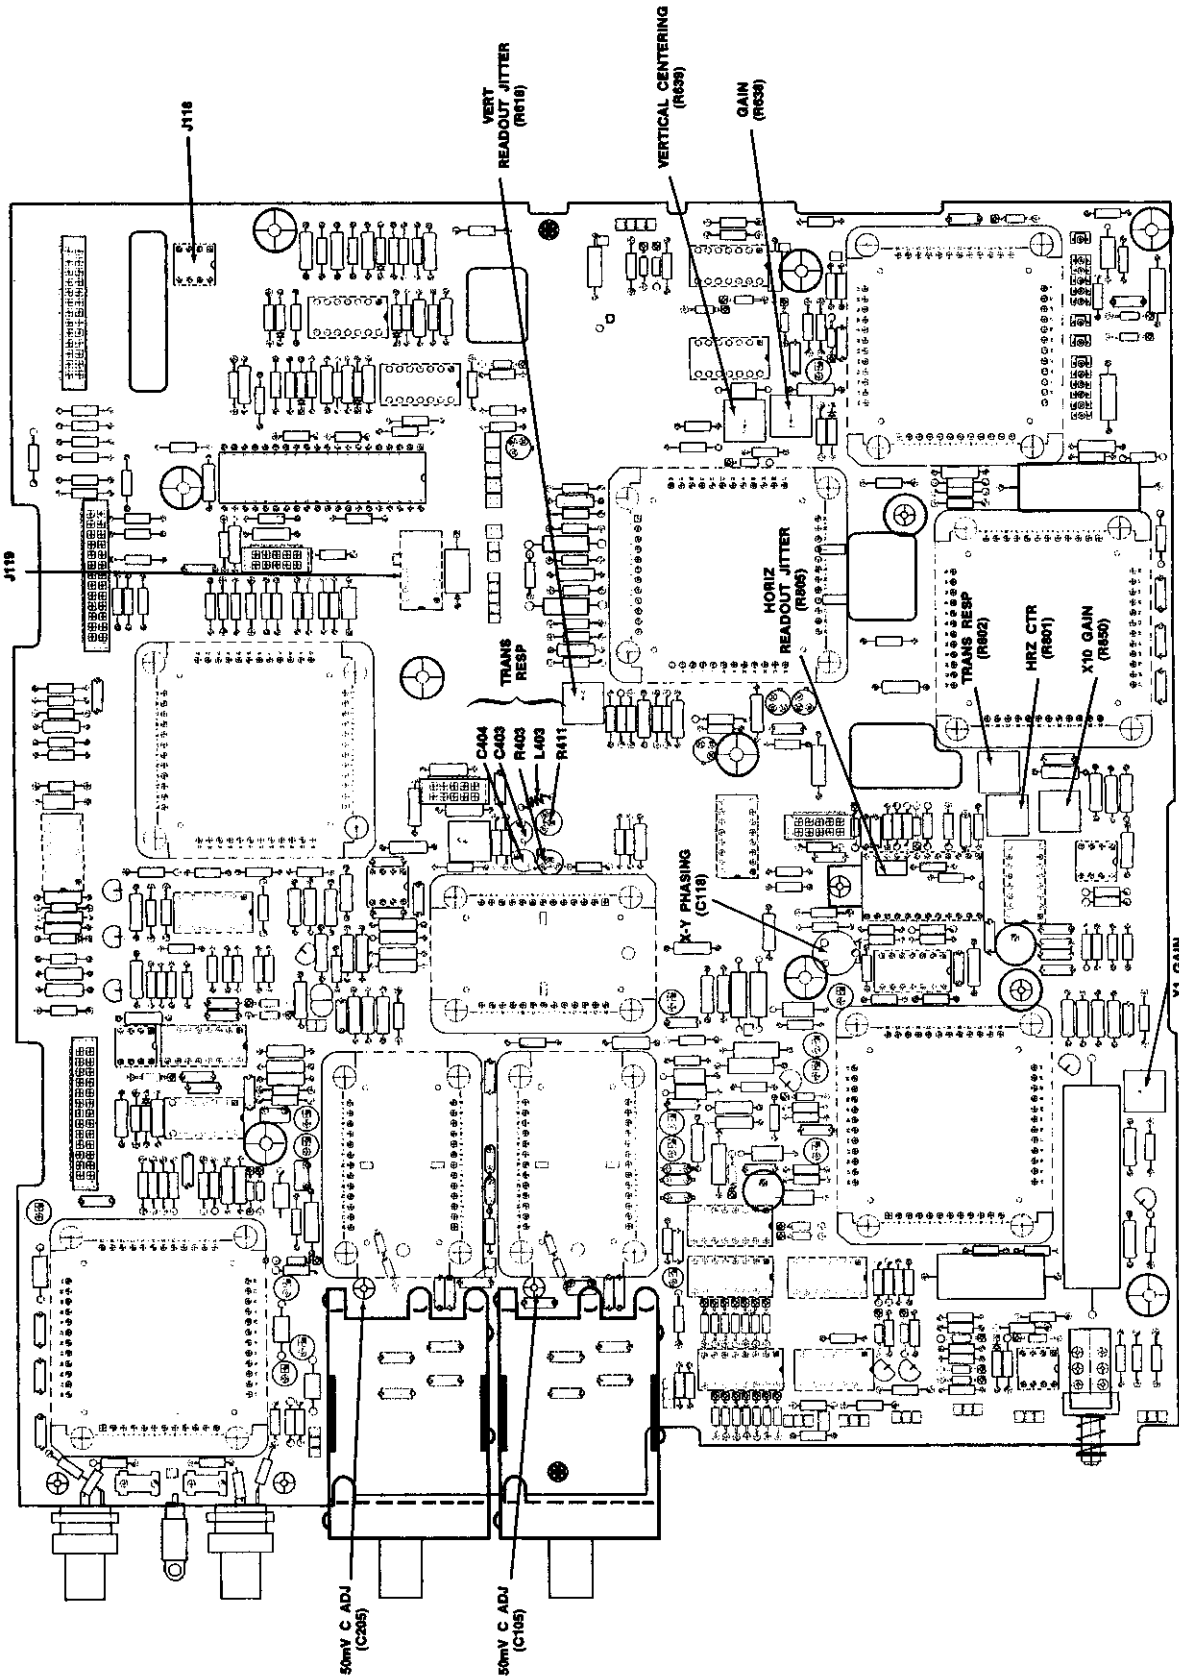 J119
J118
VERT
READOUT JITTER
(R618)
VERTICAL CENTERING
(R639)
GAIN
(R638)
TRANS
RESP
C404
C403
R403
L403
R411
HORIZ
READOUT JITTER
(R805)
TRANS RESP
(R802)
HRZ CTR
(R801)
X10 GAIN
(R850)
X-Y PHASING
(C118)
X1 GAIN
50mV C ADJ
(C205)
50mV C ADJ
(C105)